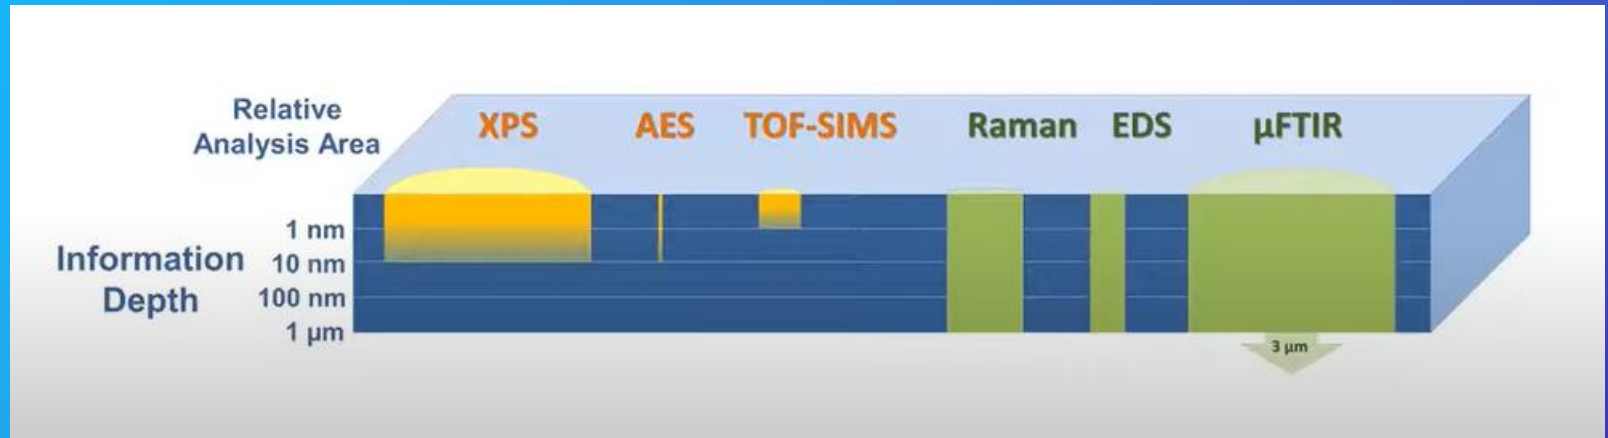 Relative
Analysis Area
XPS
AES
TOF-SIMS
Raman
EDS
µFTIR
Information
Depth
1 nm
10 nm
100 nm
1 µm
3 µm